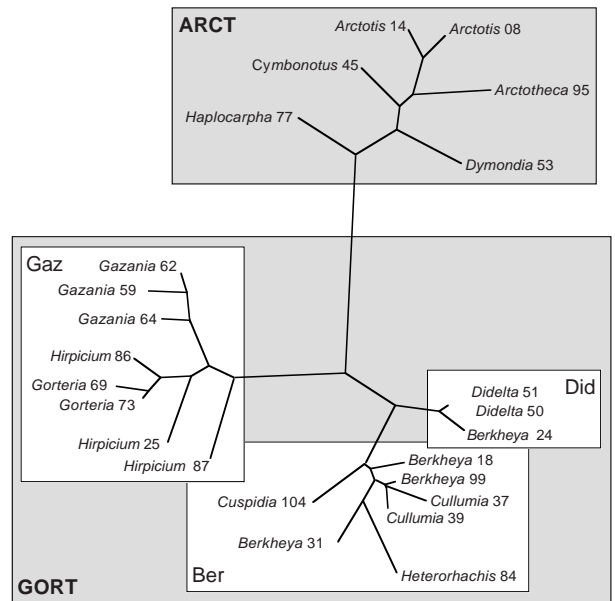 ARCT
Arctotis 14
Arctotis 08
Cymbonotus 45
Arctotheca 95
Haplocarpha 77
Dymondia 53
Gaz
Gazania 62
Gazania 59
Gazania 64
Hirpicium 86
Gorteria 69
Gorteria 73
Hirpicium 25
Hirpicium 87
Did
Didelta 51
Didelta 50
Berkheya 24
Berkheya 18
Berkheya 99
Cuspidia 104
Cullumia 37
Cullumia 39
Berkheya 31
Heterorhachis 84
Ber
GORT